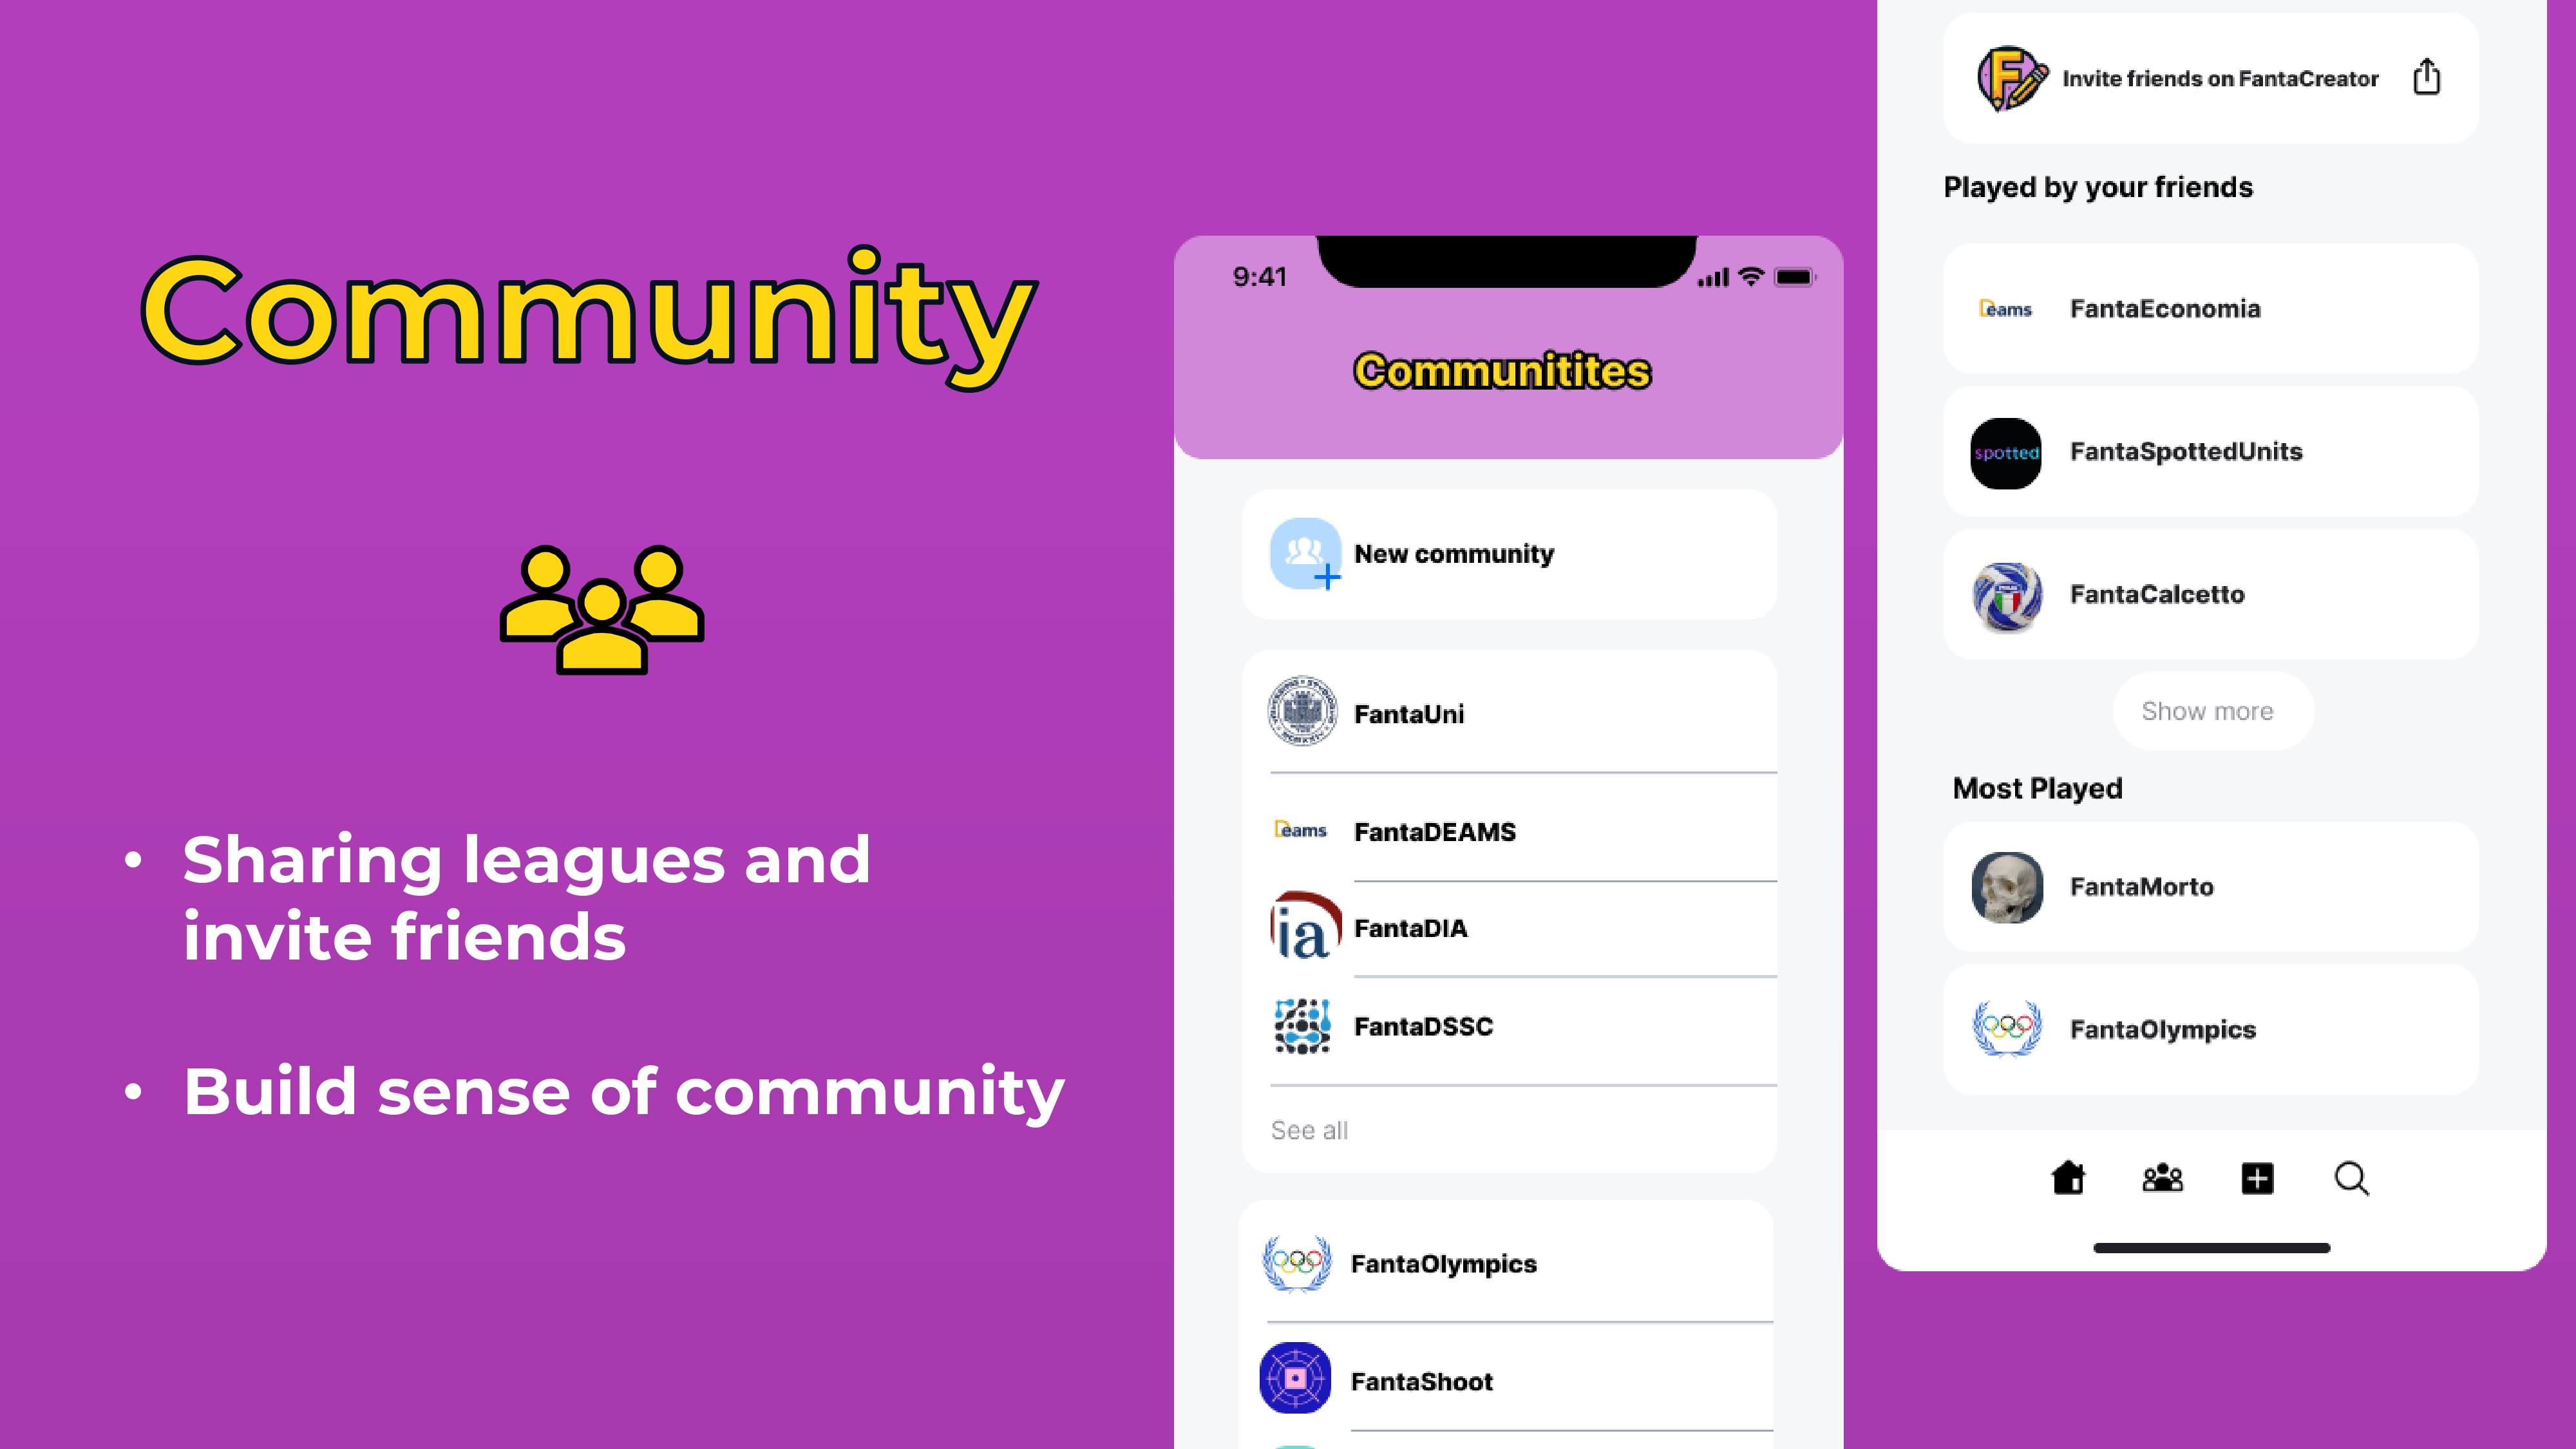 Community
• Sharing leagues and
invite friends
• Build sense of community
9:41
Communitites
New community
FantaUni
Deams
FantaDEAMS
ia
FantaDIA
FantaDSSC
See all
FantaOlympics
FantaShoot
F
Invite friends on FantaCreator
Played by your friends
Deams
FantaEconomia
spotted
FantaSpottedUnits
FantaCalcetto
Show more
Most Played
FantaMorto
FantaOlympics